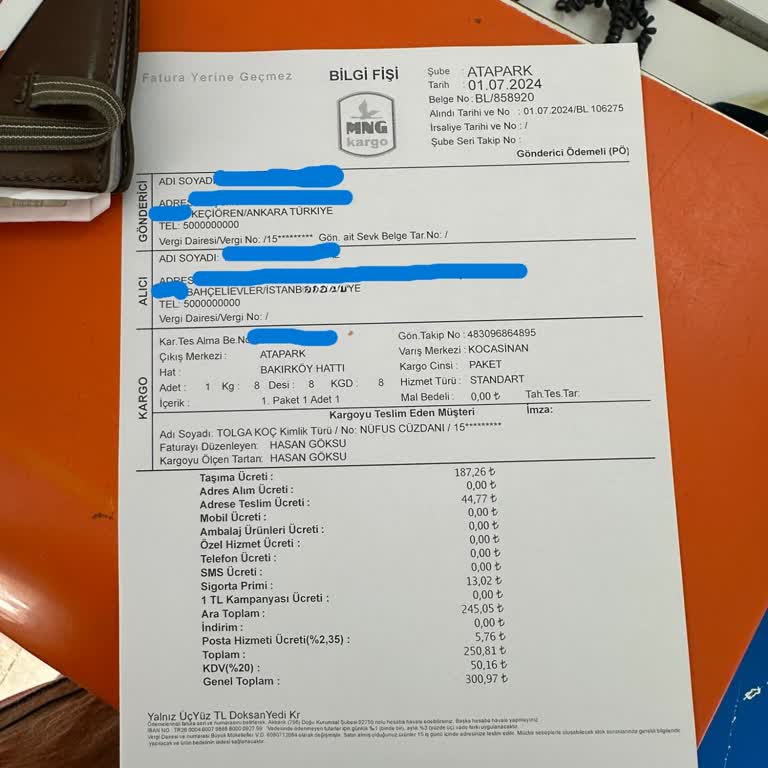 Fatura Yerine Geçmez
BİLGİ FİŞİ
MNG
kargo
Şube : ATAPARK
Tarih : 01.07.2024
Belge No : BL/858920
Alındı Tarihi ve No : 01.07.2024/BL 106275
İrsaliye Tarihi ve No : /
Şube Seri Takip No :
Gönderici Ödemeli (PÖ)
GÖNDERİCİ
ADI SOYADI
ADRES
KEÇİÖREN/ANKARA TÜRKIYE
TEL: 5000000000
Vergi Dairesi/Vergi No: /15********* Gön. ait Sevk Belge Tar.No: /
ALICI
ADI SOYADI:
ADRES
BAHÇELİEVLER/İSTANB
TEL: 5000000000
Vergi Dairesi/Vergi No: /
KARGO
Kar.Tes Alma Be.No
Gön.Takip No : 483096864895
Çıkış Merkezi : ATAPARK
Varış Merkezi : KOCASİNAN
Hat : BAKIRKÖY HATTI
Kargo Cinsi : PAKET
Adet : 1 Kg : 8 Desi : 8 KGD : 8
Hizmet Türü : STANDART
İçerik : 1. Paket 1 Adet 1
Mal Bedeli : 0,00 ₺ Tah.Tes.Tar:
Kargoyu Teslim Eden Müşteri
İmza:
Adı Soyadı: TOLGA KOÇ Kimlik Türü / No: NÜFUS CÜZDANI / 15*********
Faturayı Düzenleyen: HASAN GÖKSU
Kargoyu Ölçen Tartan: HASAN GÖKSU
Taşıma Ücreti : 187,26 ₺
Adres Alım Ücreti : 0,00 ₺
Adrese Teslim Ücreti : 44,77 ₺
Mobil Ücreti : 0,00 ₺
Ambalaj Ürünleri Ücreti : 0,00 ₺
Özel Hizmet Ücreti : 0,00 ₺
Telefon Ücreti : 0,00 ₺
SMS Ücreti : 0,00 ₺
Sigorta Primi : 13,02 ₺
1 TL Kampanyası Ücreti : 0,00 ₺
Ara Toplam : 245,05 ₺
İndirim : 0,00 ₺
Posta Hizmeti Ücreti(%2,35) : 5,76 ₺
Toplam : 250,81 ₺
KDV(%20) : 50,16 ₺
Genel Toplam : 300,97 ₺
Yalnız ÜçYüz TL DoksanYedi Kr